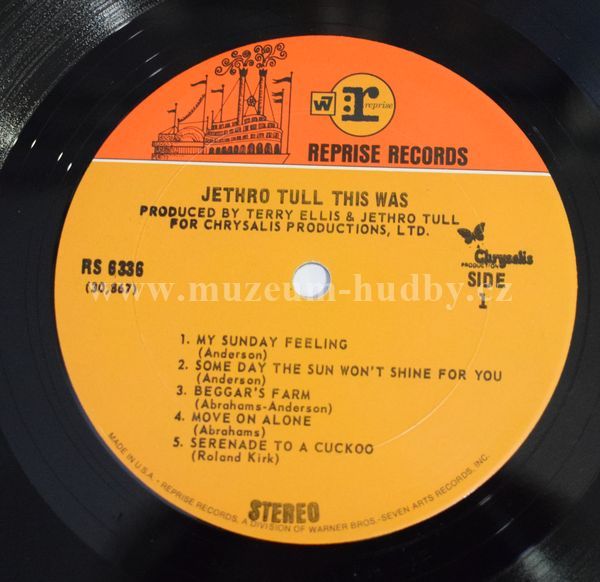 W r reprise
REPRISE RECORDS
JETHRO TULL THIS WAS
PRODUCED BY TERRY ELLIS & JETHRO TULL
FOR CHRYSALIS PRODUCTIONS, LTD.
A Chrysalis
PRODUCTION
RS 6336
(30,867)
SIDE
1
www.muzeum-hudby.cz
1. MY SUNDAY FEELING
(Anderson)
2. SOME DAY THE SUN WON'T SHINE FOR YOU
(Anderson)
3. BEGGAR'S FARM
(Abrahams-Anderson)
4. MOVE ON ALONE
(Abrahams)
5. SERENADE TO A CUCKOO
(Roland Kirk)
STEREO
MADE IN U.S.A. - REPRISE RECORDS, A DIVISION OF WARNER BROS.-SEVEN ARTS RECORDS, INC.